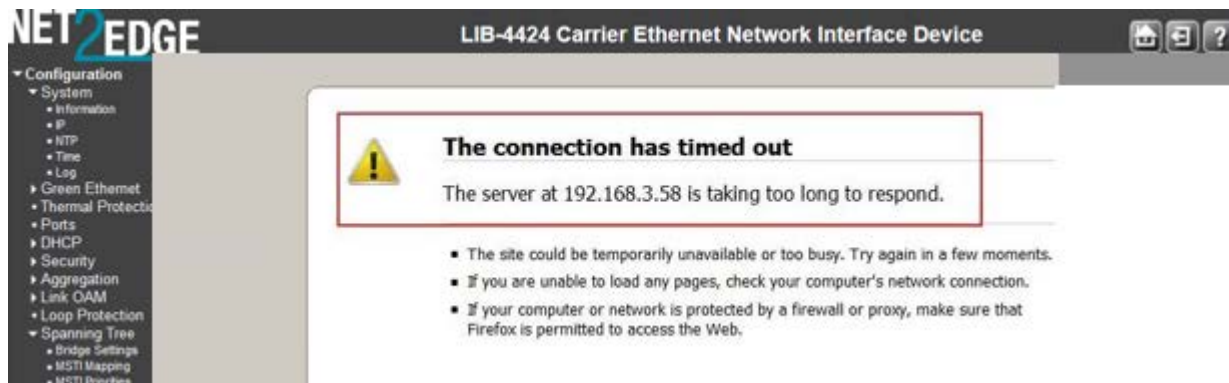 NET2EDGE
LIB-4424 Carrier Ethernet Network Interface Device
?
Configuration
System
Information
IP
NTP
Time
Log
Green Ethernet
Thermal Protectio
Ports
DHCP
Security
Aggregation
Link OAM
Loop Protection
Spanning Tree
Bridge Settings
MSTI Mapping
MSTI Priorities
The connection has timed out
The server at 192.168.3.58 is taking too long to respond.
The site could be temporarily unavailable or too busy. Try again in a few moments.
If you are unable to load any pages, check your computer's network connection.
If your computer or network is protected by a firewall or proxy, make sure that
Firefox is permitted to access the Web.